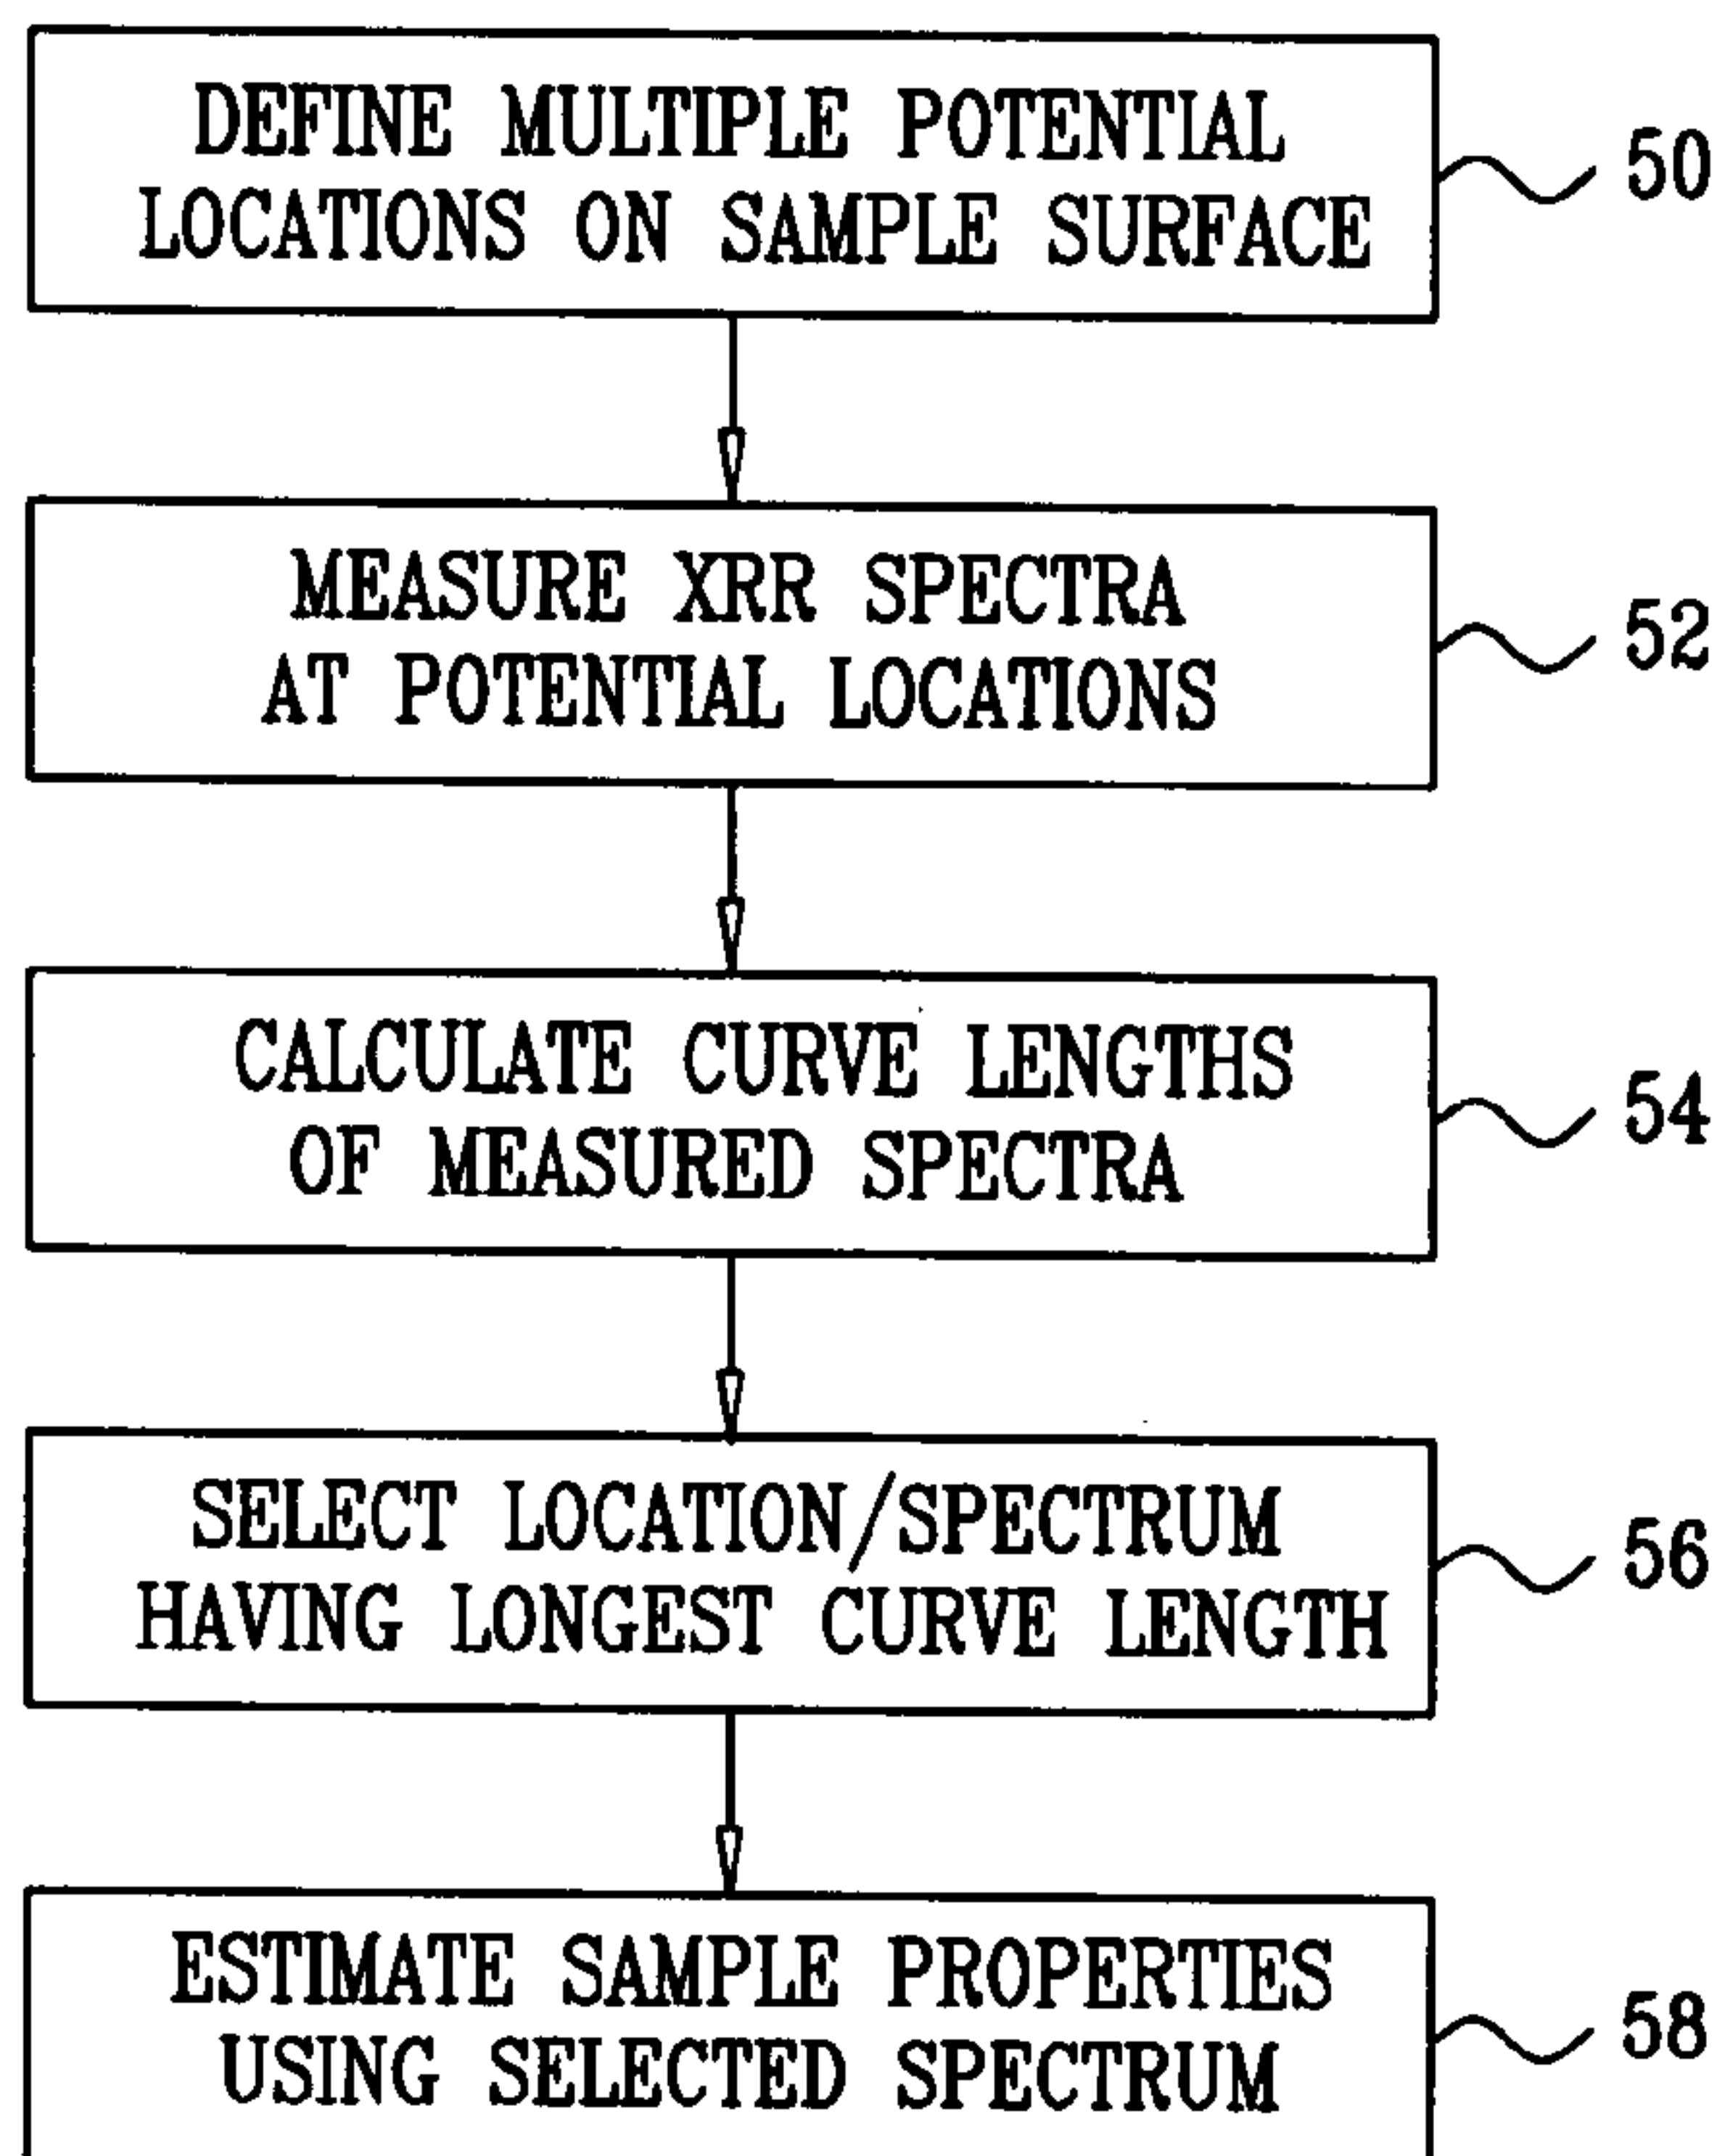 DEFINE MULTIPLE POTENTIAL
LOCATIONS ON SAMPLE SURFACE
50
MEASURE XRR SPECTRA
AT POTENTIAL LOCATIONS
52
CALCULATE CURVE LENGTHS
OF MEASURED SPECTRA
54
SELECT LOCATION/SPECTRUM
HAVING LONGEST CURVE LENGTH
56
ESTIMATE SAMPLE PROPERTIES
USING SELECTED SPECTRUM
58